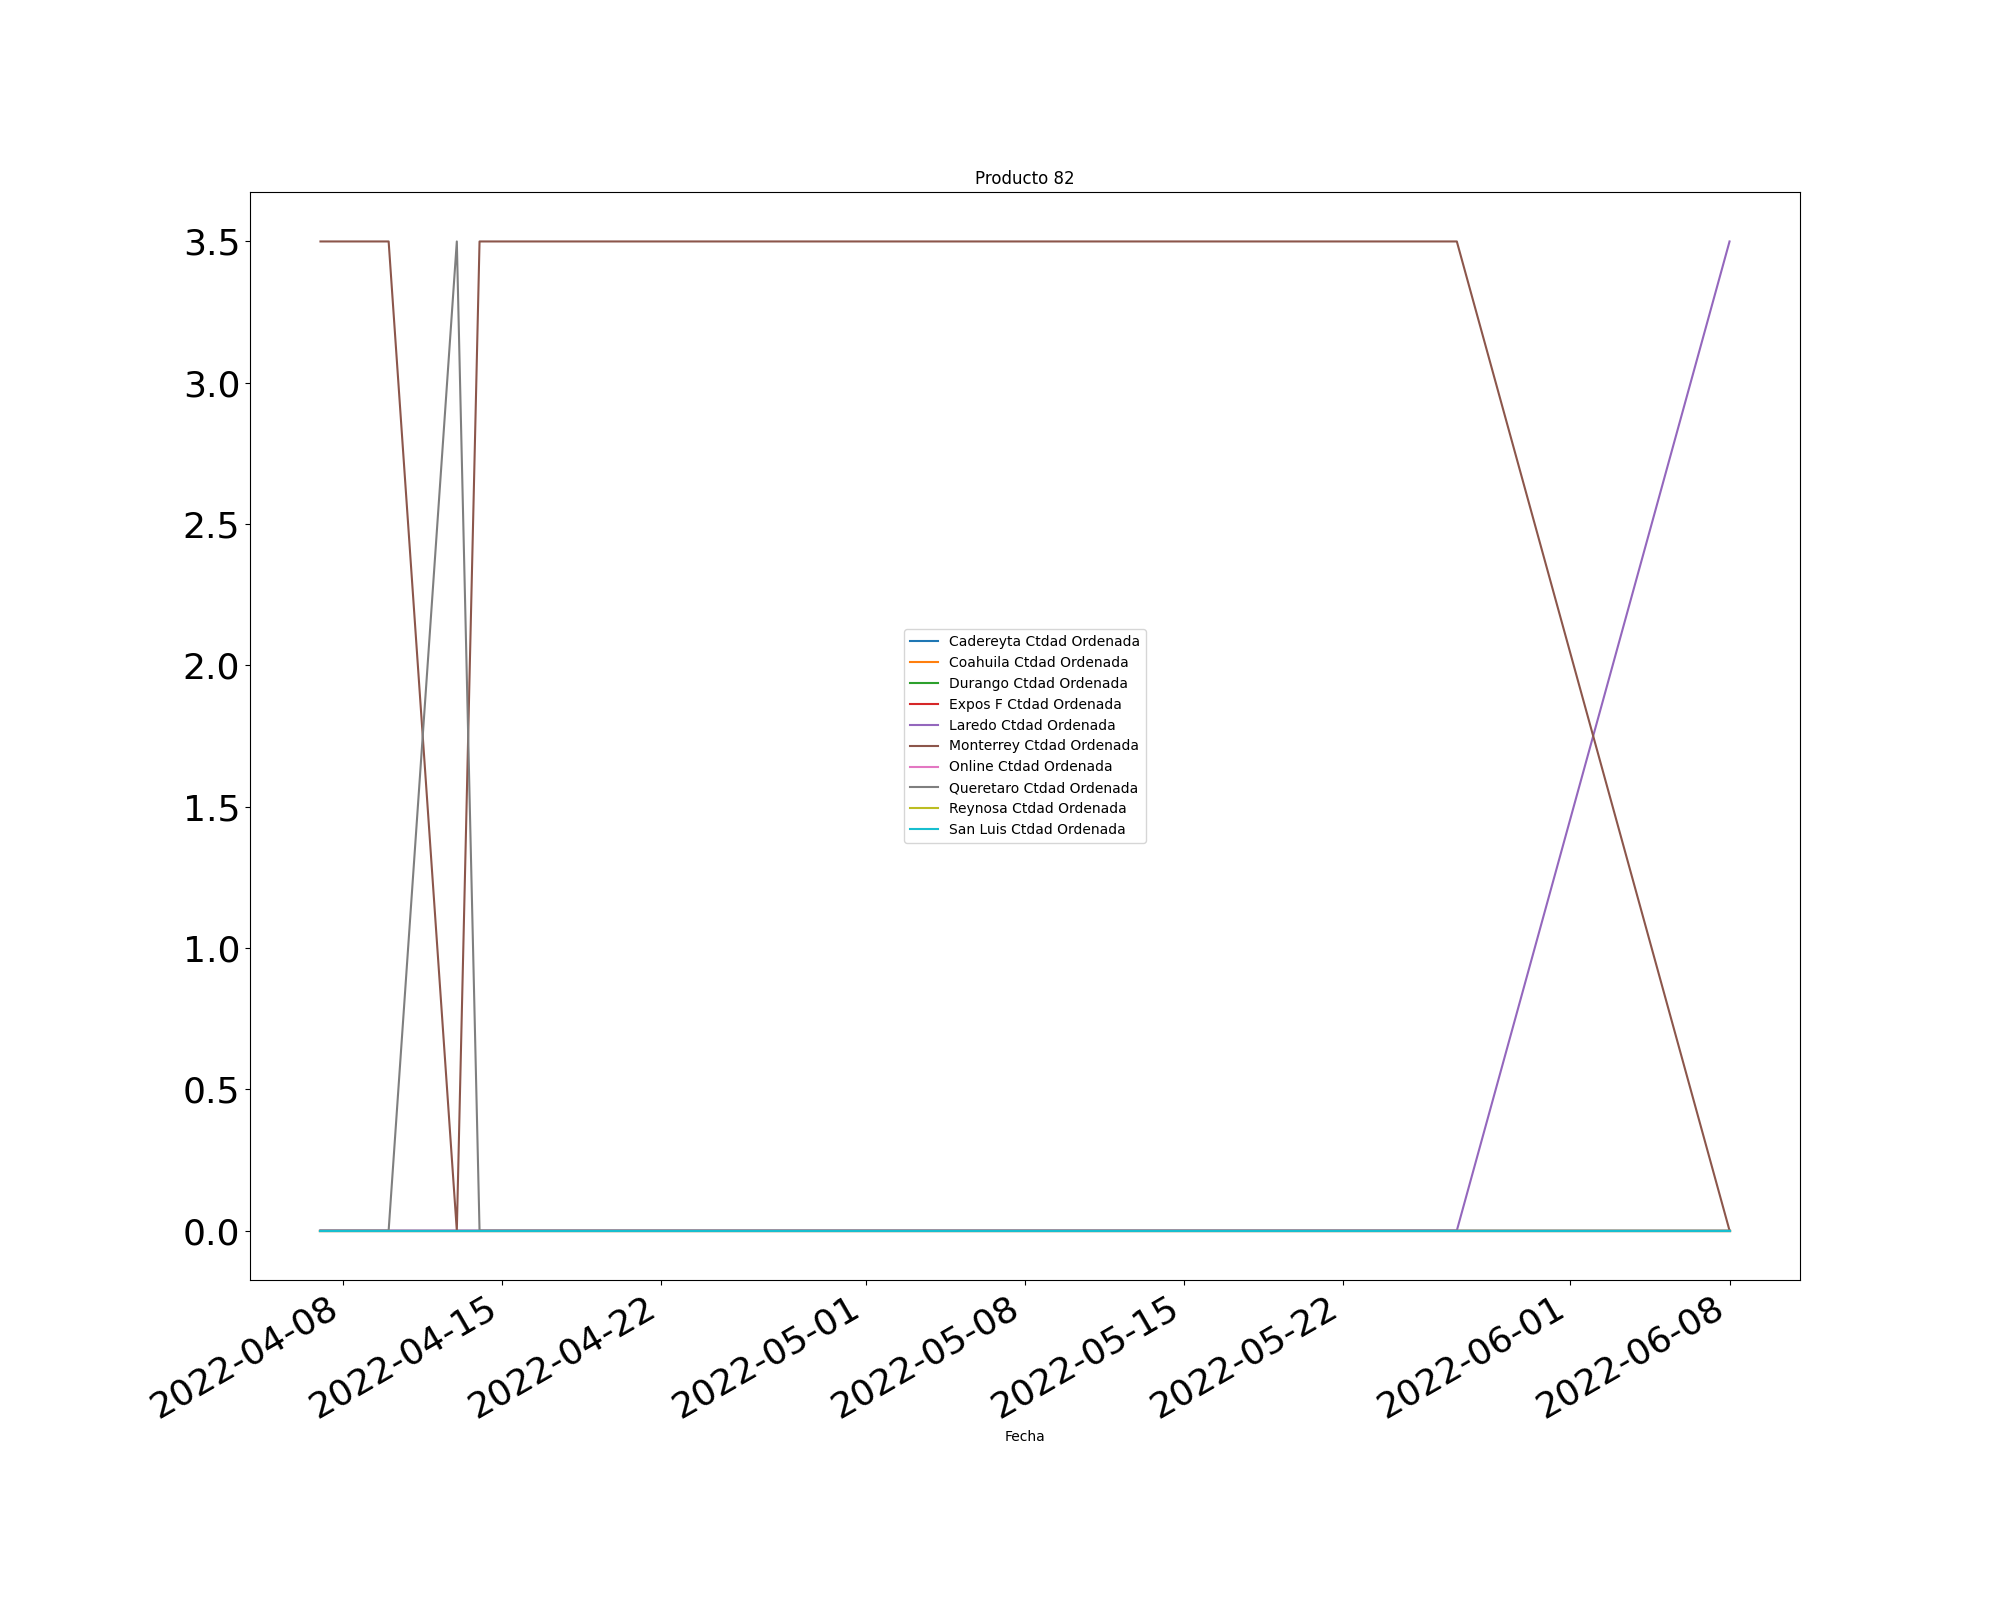 Producto 82
3.5
3.0
2.5
2.0
1.5
1.0
0.5
0.0
Cadereyta Ctdad Ordenada
Coahuila Ctdad Ordenada
Durango Ctdad Ordenada
Expos F Ctdad Ordenada
Laredo Ctdad Ordenada
Monterrey Ctdad Ordenada
Online Ctdad Ordenada
Queretaro Ctdad Ordenada
Reynosa Ctdad Ordenada
San Luis Ctdad Ordenada
2022-04-08
2022-04-15
2022-04-22
2022-05-01
2022-05-08
2022-05-15
2022-05-22
2022-06-01
2022-06-08
Fecha